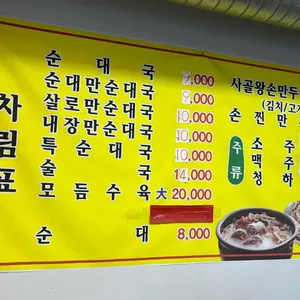 차림표
순대국 9,000
순대만순대국 9,000
살로만순대국 10,000
내장만순대국 10,000
특순대국 10,000
술국 14,000
모듬수육 大 20,000
순대 8,000
사골왕손만두
(김치/고기
손찐만
주류
소주
맥주
청하